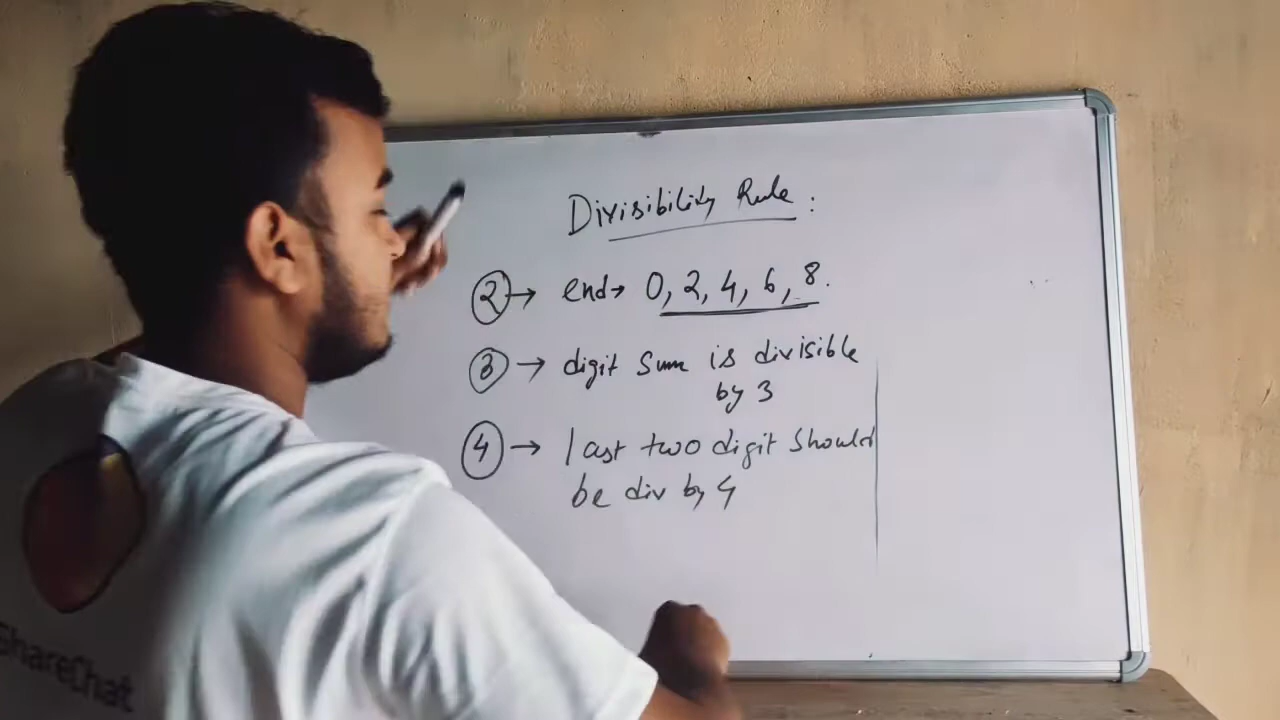 Divisibility Rule :
② → end → 0, 2, 4, 6, 8.
③ → digit Sum is divisible
by 3
④ → last two digit Should
be div by 4
ShareChat